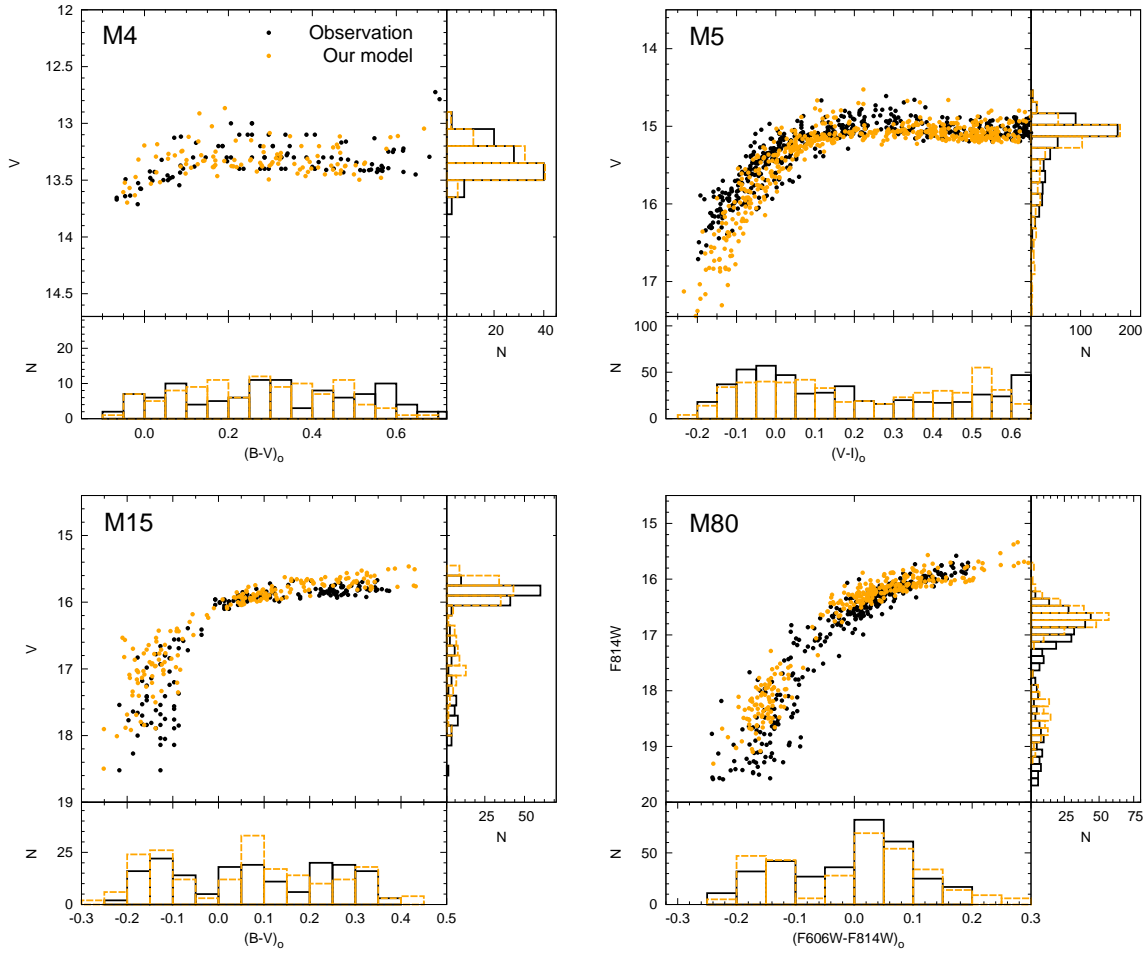 M4
Observation
Our model
12
12.5
13
13.5
14
14.5
V
20 40
N
0
10
20
N
0.0 0.2 0.4 0.6
(B-V)o
M5
14
15
16
17
V
100 200
N
0
50
100
N
-0.2 -0.1 0.0 0.1 0.2 0.3 0.4 0.5 0.6
(V-I)o
M15
15
16
17
18
19
V
25 50
N
0
25
N
-0.3 -0.2 -0.1 0.0 0.1 0.2 0.3 0.4 0.5
(B-V)o
M80
15
16
17
18
19
20
F814W
25 50 75
N
0
50
N
-0.3 -0.2 -0.1 0.0 0.1 0.2 0.3
(F606W-F814W)o